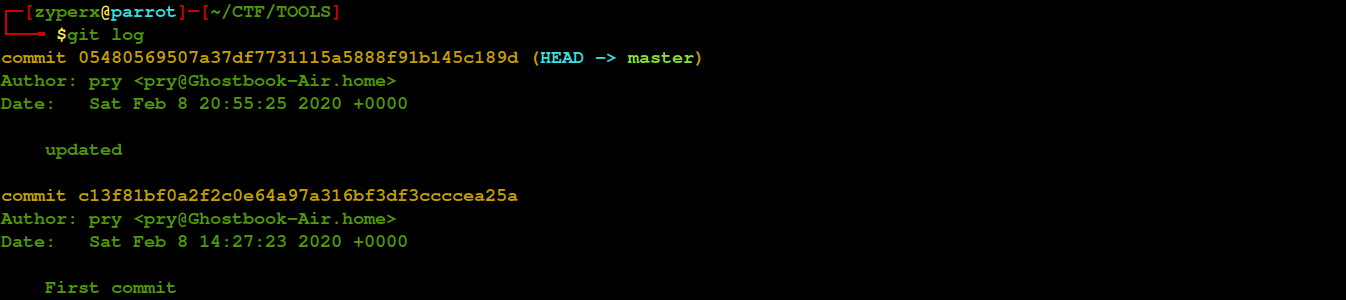 ┌─[zyperx@parrot]─[~/CTF/TOOLS]
└──╼ $git log
commit 05480569507a37df7731115a5888f91b145c189d (HEAD -> master)
Author: pry <pry@Ghostbook-Air.home>
Date:   Sat Feb 8 20:55:25 2020 +0000
    updated
commit c13f81bf0a2f2c0e64a97a316bf3df3ccccea25a
Author: pry <pry@Ghostbook-Air.home>
Date:   Sat Feb 8 14:27:23 2020 +0000
    First commit